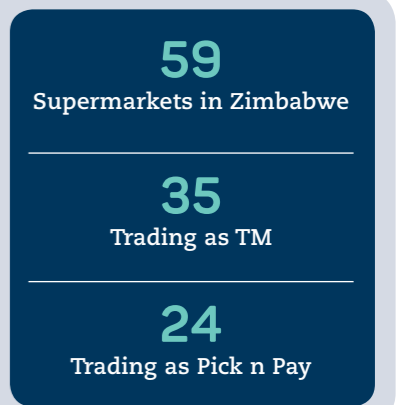 59
Supermarkets in Zimbabwe
35
Trading as TM
24
Trading as Pick n Pay